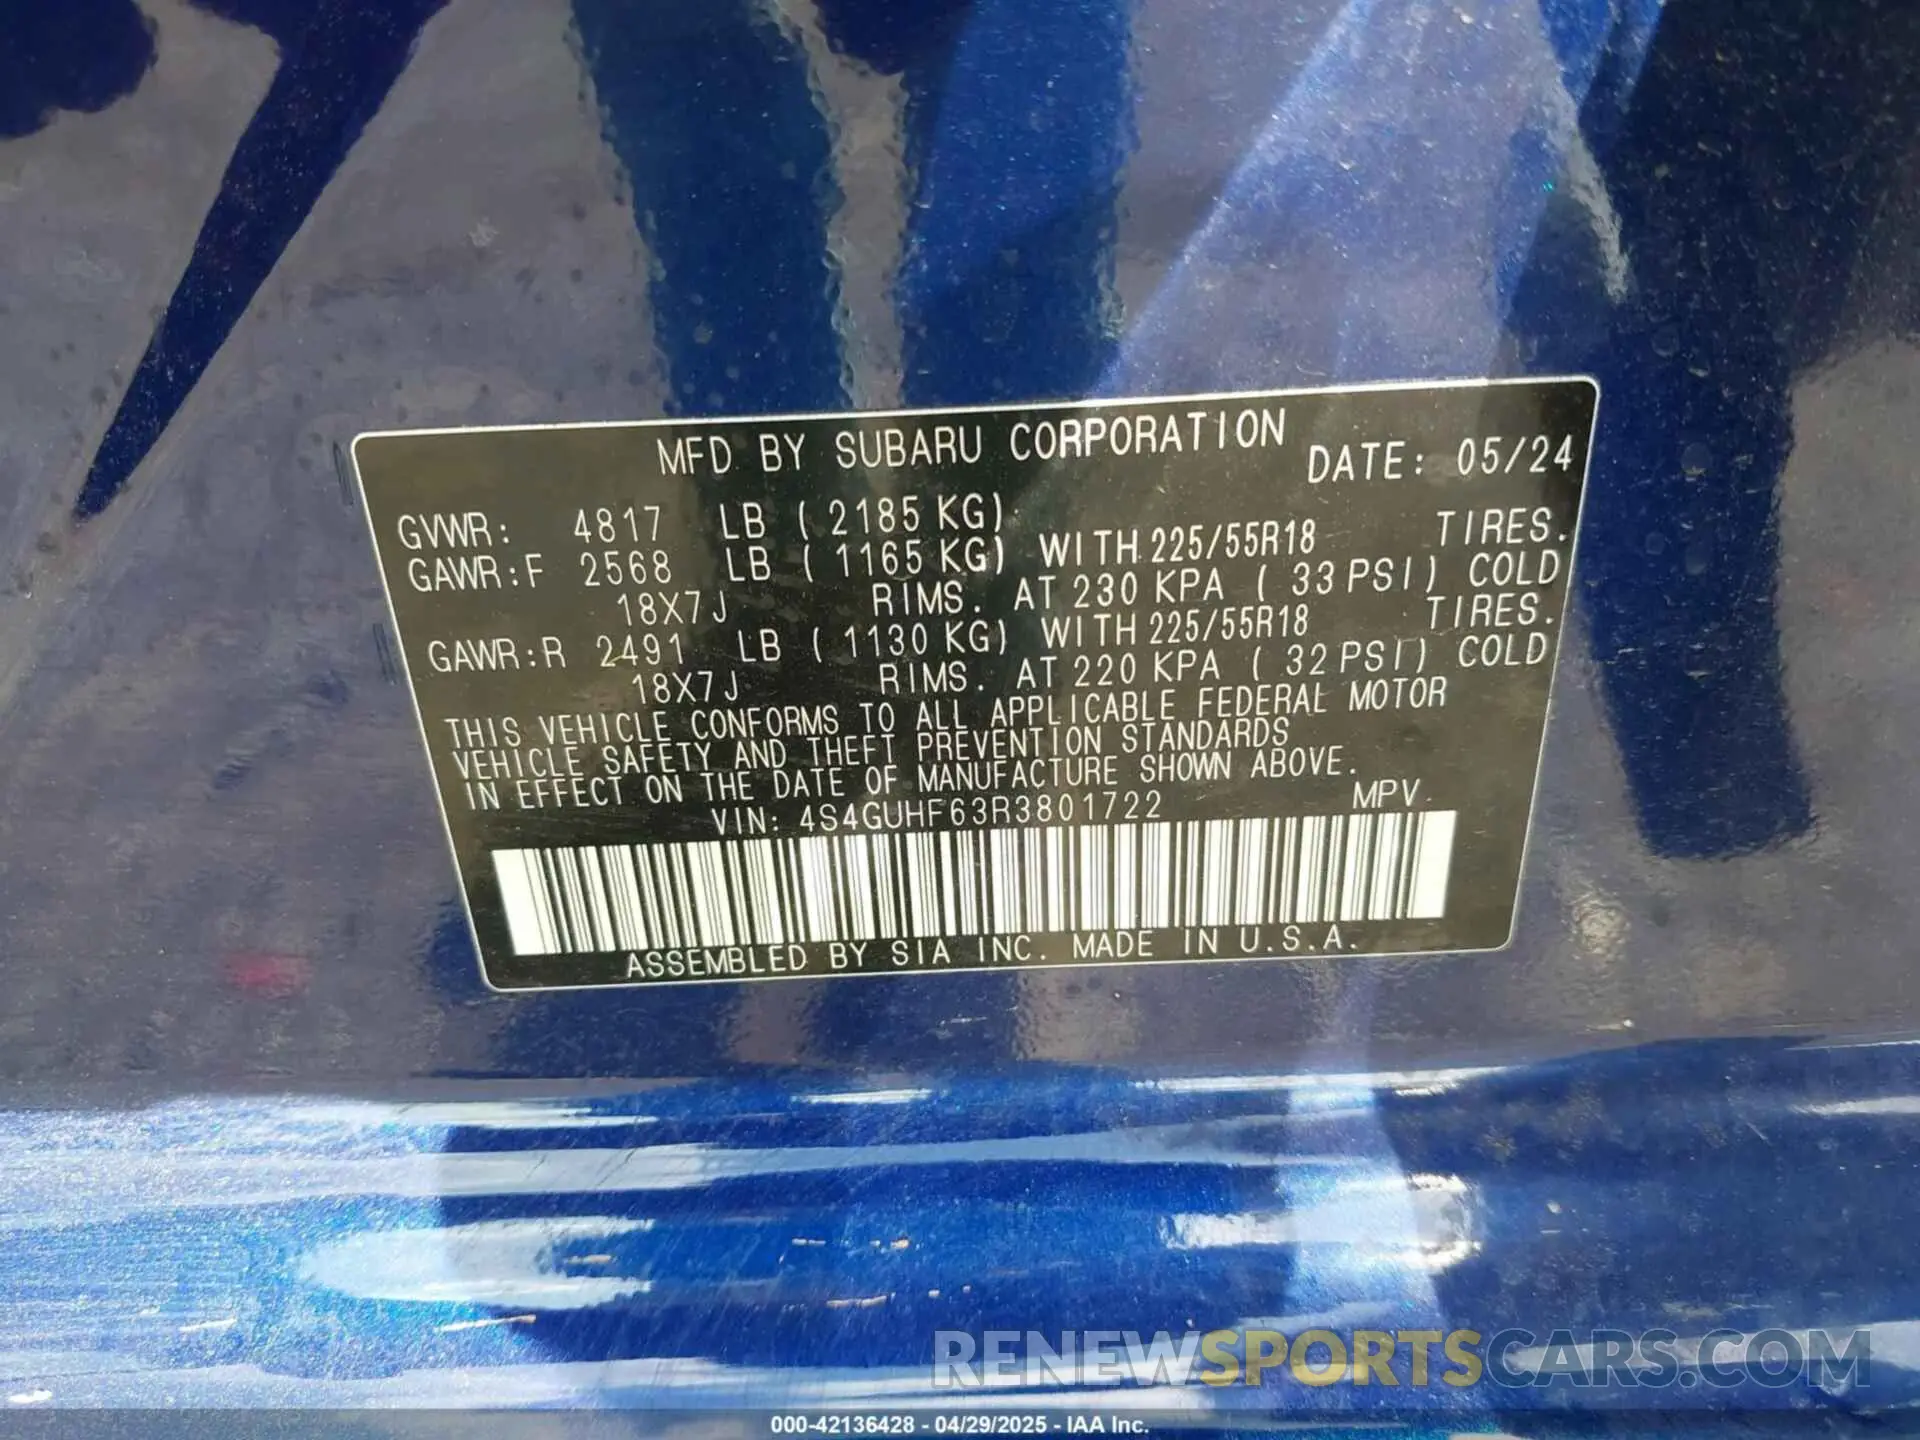 MFD BY SUBARU CORPORATION DATE: 05/24
GVWR: 4817 LB (2185 KG)
GAWR:F 2568 LB (1165 KG) WITH 225/55R18 TIRES.
18X7J RIMS. AT 230 KPA (33 PSI) COLD
GAWR:R 2491 LB (1130 KG) WITH 225/55R18 TIRES.
18X7J RIMS. AT 220 KPA (32 PSI) COLD
THIS VEHICLE CONFORMS TO ALL APPLICABLE FEDERAL MOTOR
VEHICLE SAFETY AND THEFT PREVENTION STANDARDS
IN EFFECT ON THE DATE OF MANUFACTURE SHOWN ABOVE.
VIN: 4S4GUHF63R3801722 MPV
ASSEMBLED BY SIA INC. MADE IN U.S.A.
RENEWSPORTSCARS.COM
000-42136428 - 04/29/2025 - IAA Inc.